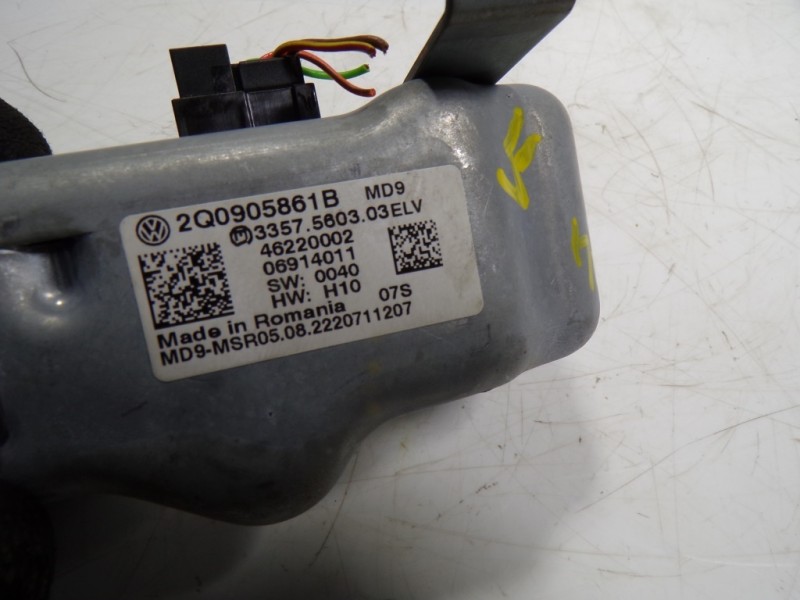 2Q0905861B MD9
3357.5603.03ELV
46220002
06914011
SW: 0040
HW: H10 07S
Made in Romania
MD9-MSR05.08.2220711207